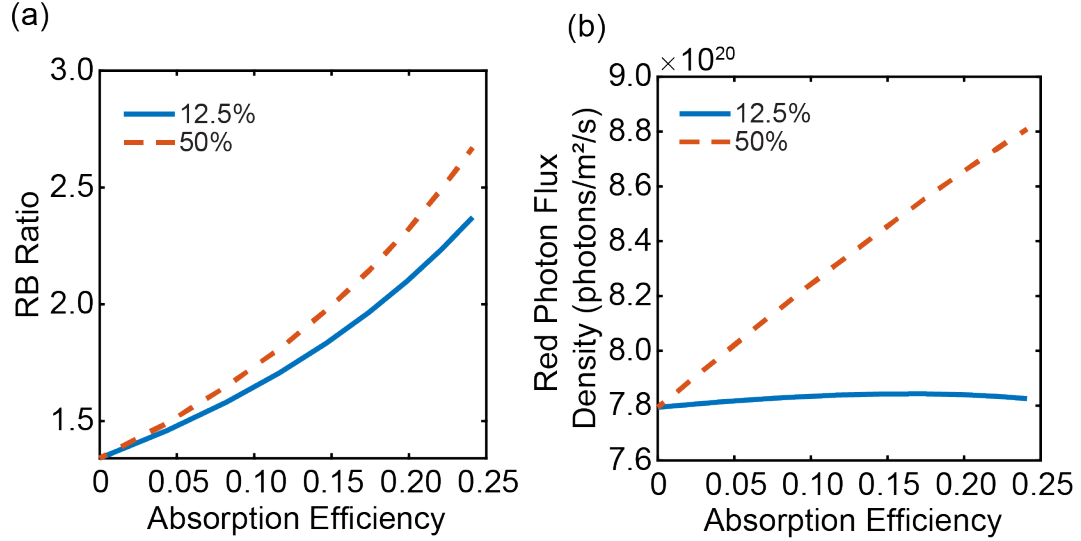 (a)
3.0
2.5
2.0
1.5
RB Ratio
12.5%
50%
0 0.05 0.10 0.15 0.20 0.25
Absorption Efficiency
(b)
×10²⁰
9.0
8.8
8.6
8.4
8.2
8.0
7.8
7.6
Red Photon Flux
Density (photons/m²/s)
12.5%
50%
0 0.05 0.10 0.15 0.20 0.25
Absorption Efficiency